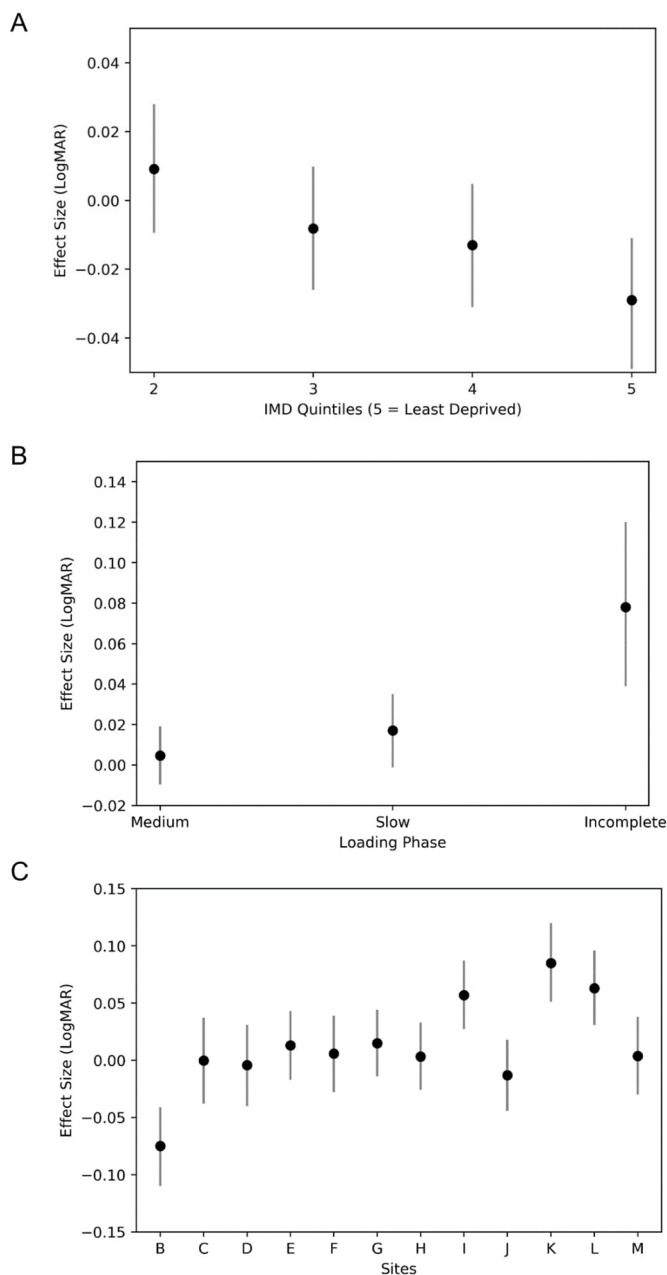 A
0.04
0.02
0.00
−0.02
−0.04
Effect Size (LogMAR)
2 3 4 5
IMD Quintiles (5 = Least Deprived)
B
0.14
0.12
0.10
0.08
0.06
0.04
0.02
0.00
−0.02
Effect Size (LogMAR)
Medium Slow Incomplete
Loading Phase
C
0.15
0.10
0.05
0.00
−0.05
−0.10
−0.15
Effect Size (LogMAR)
B C D E F G H I J K L M
Sites